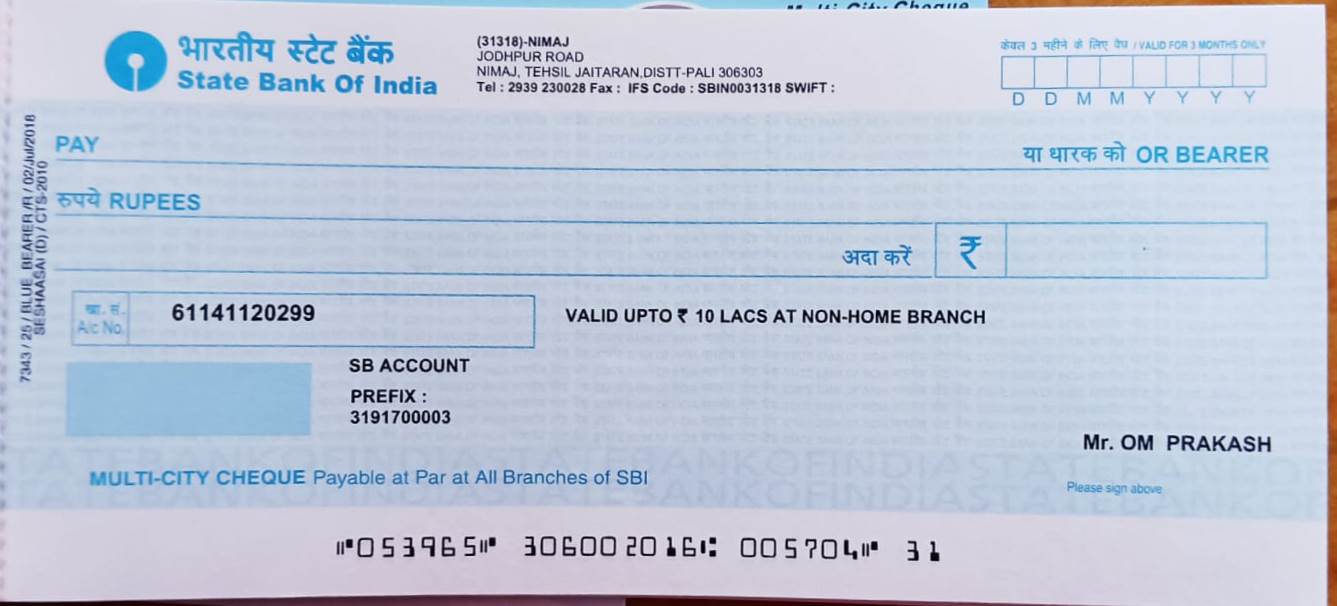 Multi City Cheque
भारतीय स्टेट बैंक
State Bank Of India
(31318)-NIMAJ
JODHPUR ROAD
NIMAJ, TEHSIL JAITARAN,DISTT-PALI 306303
Tel : 2939 230028 Fax : IFS Code : SBIN0031318 SWIFT :
केवल 3 महीने के लिए वैध / VALID FOR 3 MONTHS ONLY
D D M M Y Y Y Y
PAY
या धारक को OR BEARER
रुपये RUPEES
अदा करें ₹
खा. सं.
A/c No.
61141120299
VALID UPTO ₹ 10 LACS AT NON-HOME BRANCH
SB ACCOUNT
PREFIX :
3191700003
Mr. OM PRAKASH
MULTI-CITY CHEQUE Payable at Par at All Branches of SBI
Please sign above
7343 / 25 / BLUE BEARER /RI / 02/Jul/2018
SESHAASAI (D) / CTS-2010
⑈053965⑈ 306002016⑆ 005704⑈ 31